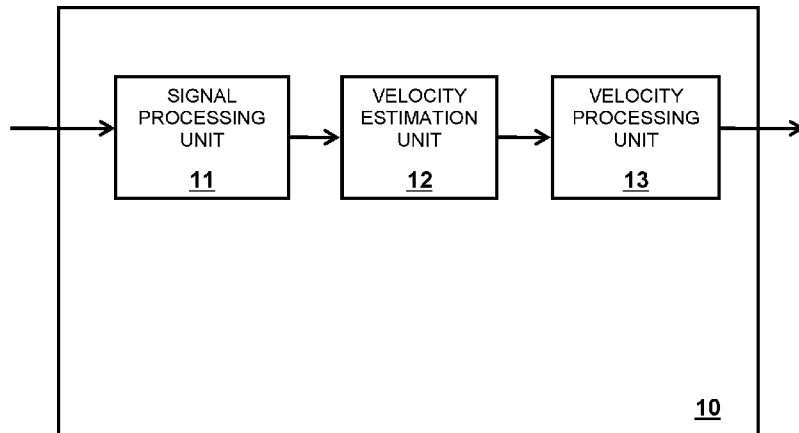 SIGNAL
PROCESSING
UNIT
11
VELOCITY
ESTIMATION
UNIT
12
VELOCITY
PROCESSING
UNIT
13
10